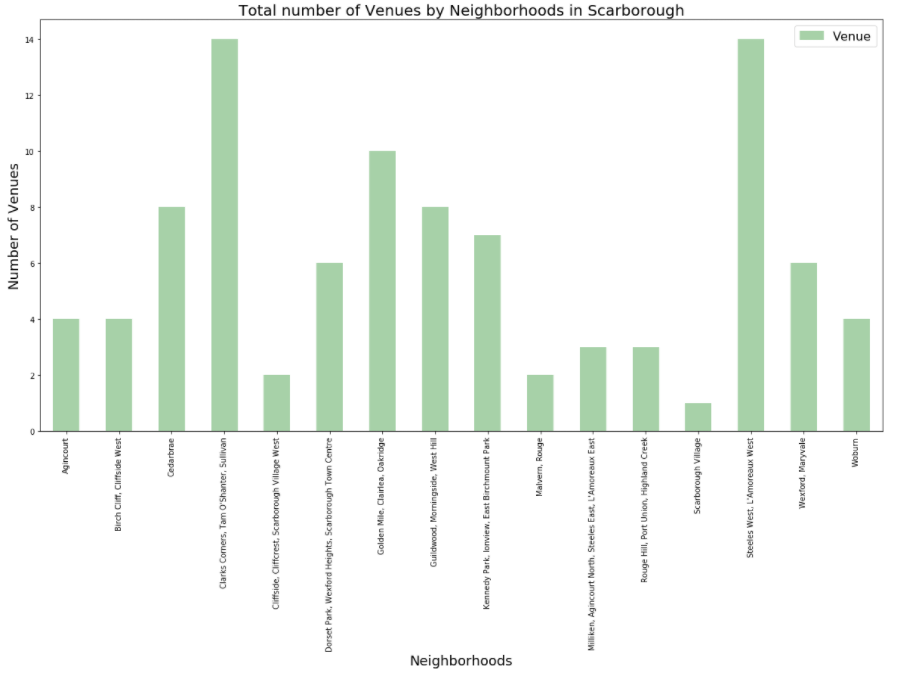 Total number of Venues by Neighborhoods in Scarborough
Venue
Number of Venues
14
12
10
8
6
4
2
0
Agincourt
Birch Cliff, Cliffside West
Cedarbrae
Clarks Corners, Tam O'Shanter, Sullivan
Cliffside, Cliffcrest, Scarborough Village West
Dorset Park, Wexford Heights, Scarborough Town Centre
Golden Mile, Clairlea, Oakridge
Guildwood, Morningside, West Hill
Kennedy Park, Ionview, East Birchmount Park
Malvern, Rouge
Milliken, Agincourt North, Steeles East, L'Amoreaux East
Rouge Hill, Port Union, Highland Creek
Scarborough Village
Steeles West, L'Amoreaux West
Wexford, Maryvale
Woburn
Neighborhoods